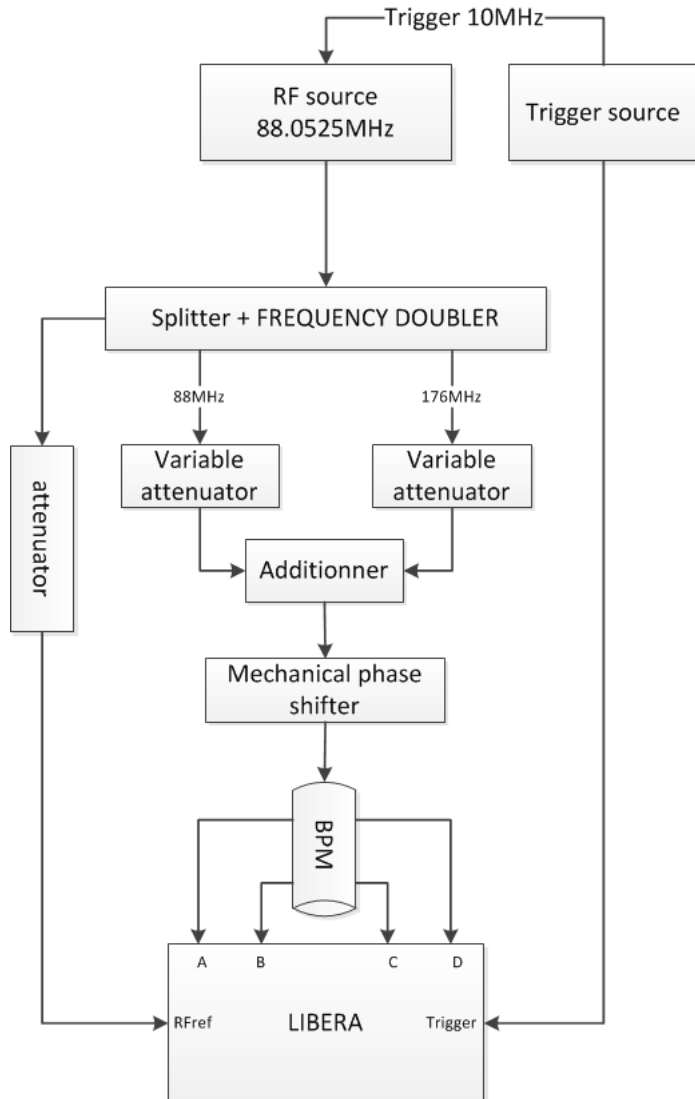 Trigger 10MHz
RF source
88.0525MHz
Trigger source
Splitter + FREQUENCY DOUBLER
88MHz
176MHz
attenuator
Variable
attenuator
Variable
attenuator
Additionner
Mechanical phase
shifter
BPM
A
B
C
D
RFref
LIBERA
Trigger